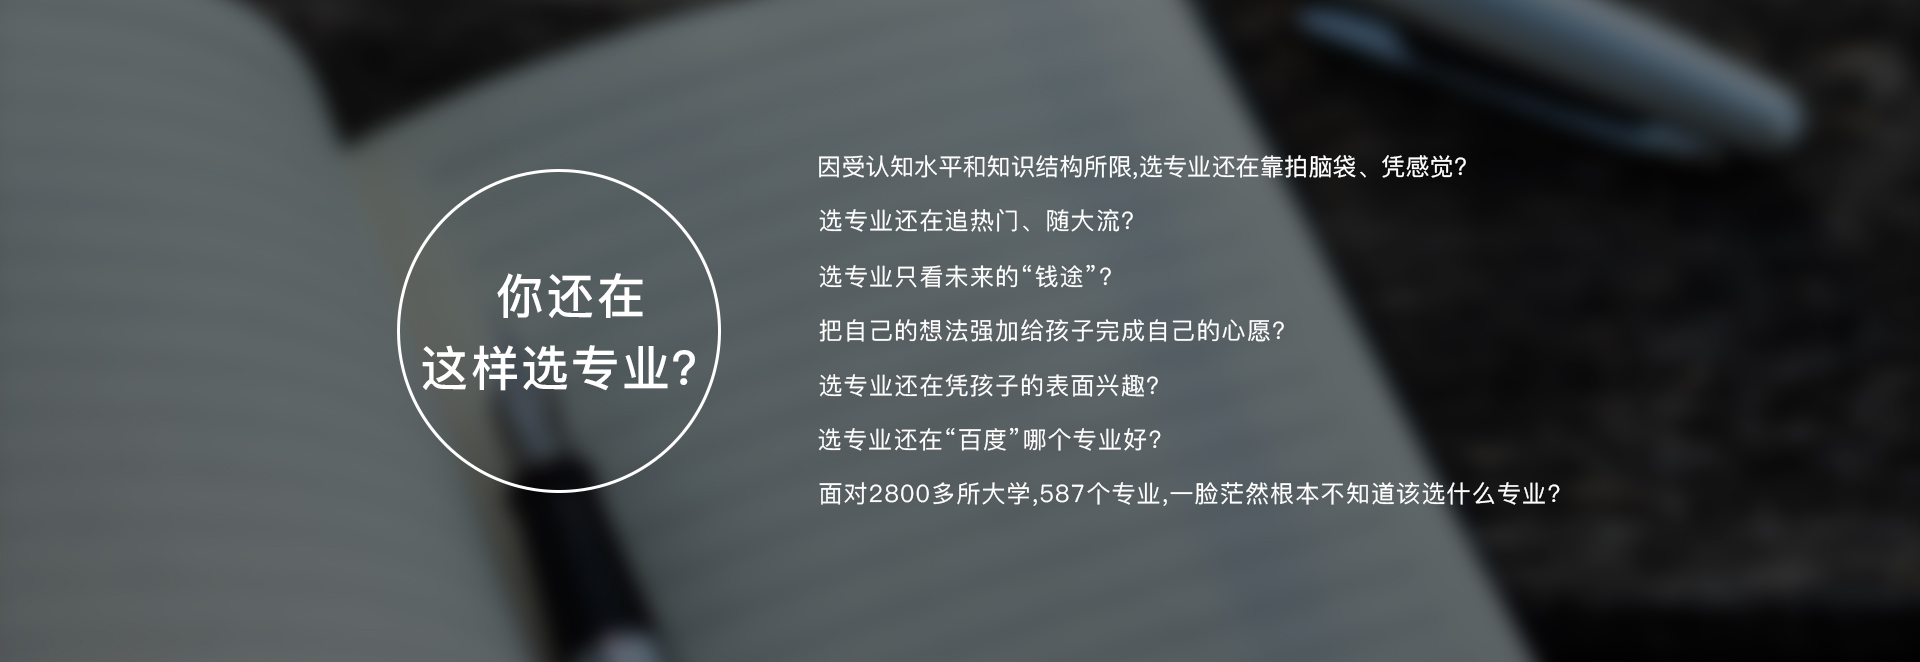 你还在
这样选专业?
因受认知水平和知识结构所限,选专业还在靠拍脑袋、凭感觉?
选专业还在追热门、随大流?
选专业只看未来的“钱途”?
把自己的想法强加给孩子完成自己的心愿?
选专业还在凭孩子的表面兴趣?
选专业还在“百度”哪个专业好?
面对2800多所大学,587个专业,一脸茫然根本不知道该选什么专业?